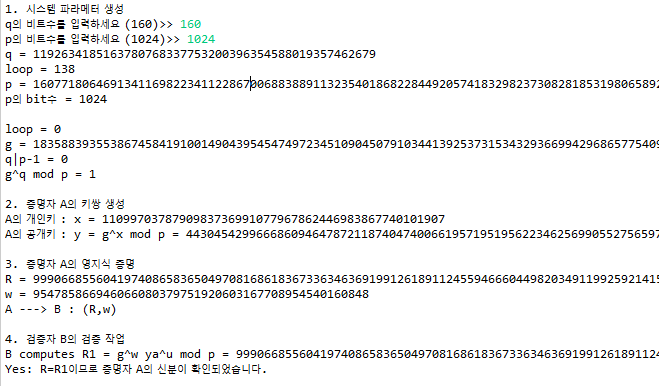 1. 시스템 파라메터 생성
q의 비트수를 입력하세요 (160)>> 160
p의 비트수를 입력하세요 (1024)>> 1024
q = 1192634185163780768337753200396354588019357462679
loop = 138
p = 16077180646913411698223411228670068838891132354018682284492057418329823730828185319806589
p의 bit수 = 1024
loop = 0
g = 18358839355386745841910014904395454749723451090450791034413925373153432936699429686577540
q|p-1 = 0
g^q mod p = 1
2. 증명자 A의 키쌍 생성
A의 개인키 : x = 1109970378790983736991077967862446983867740101907
A의 공개키 : y = g^x mod p = 44304542996668609464787211874047400661957195195622346256990552756597
3. 증명자 A의 영지식 증명
R = 99906685560419740865836504970816861836733634636919912618911245594666044982034911992592141
w = 954785866946066080379751920603167708954540160848
A ---> B : (R,w)
4. 검증자 B의 검증 작업
B computes R1 = g^w ya^u mod p = 9990668556041974086583650497081686183673363463691991261891124
Yes: R=R1이므로 증명자 A의 신분이 확인되었습니다.